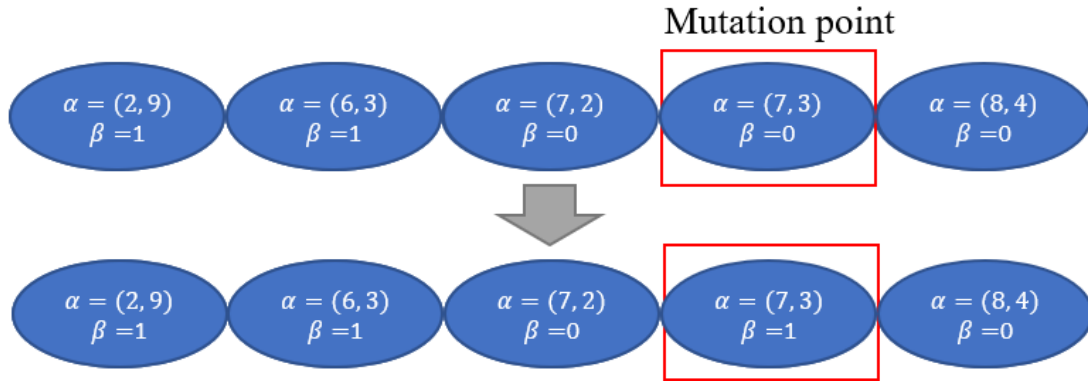 Mutation point
α = (2, 9) α = (6, 3) α = (7, 2) α = (7, 3) α = (8, 4)
β =1 β =1 β =0 β =0 β =0
α = (2, 9) α = (6, 3) α = (7, 2) α = (7, 3) α = (8, 4)
β =1 β =1 β =0 β =1 β =0